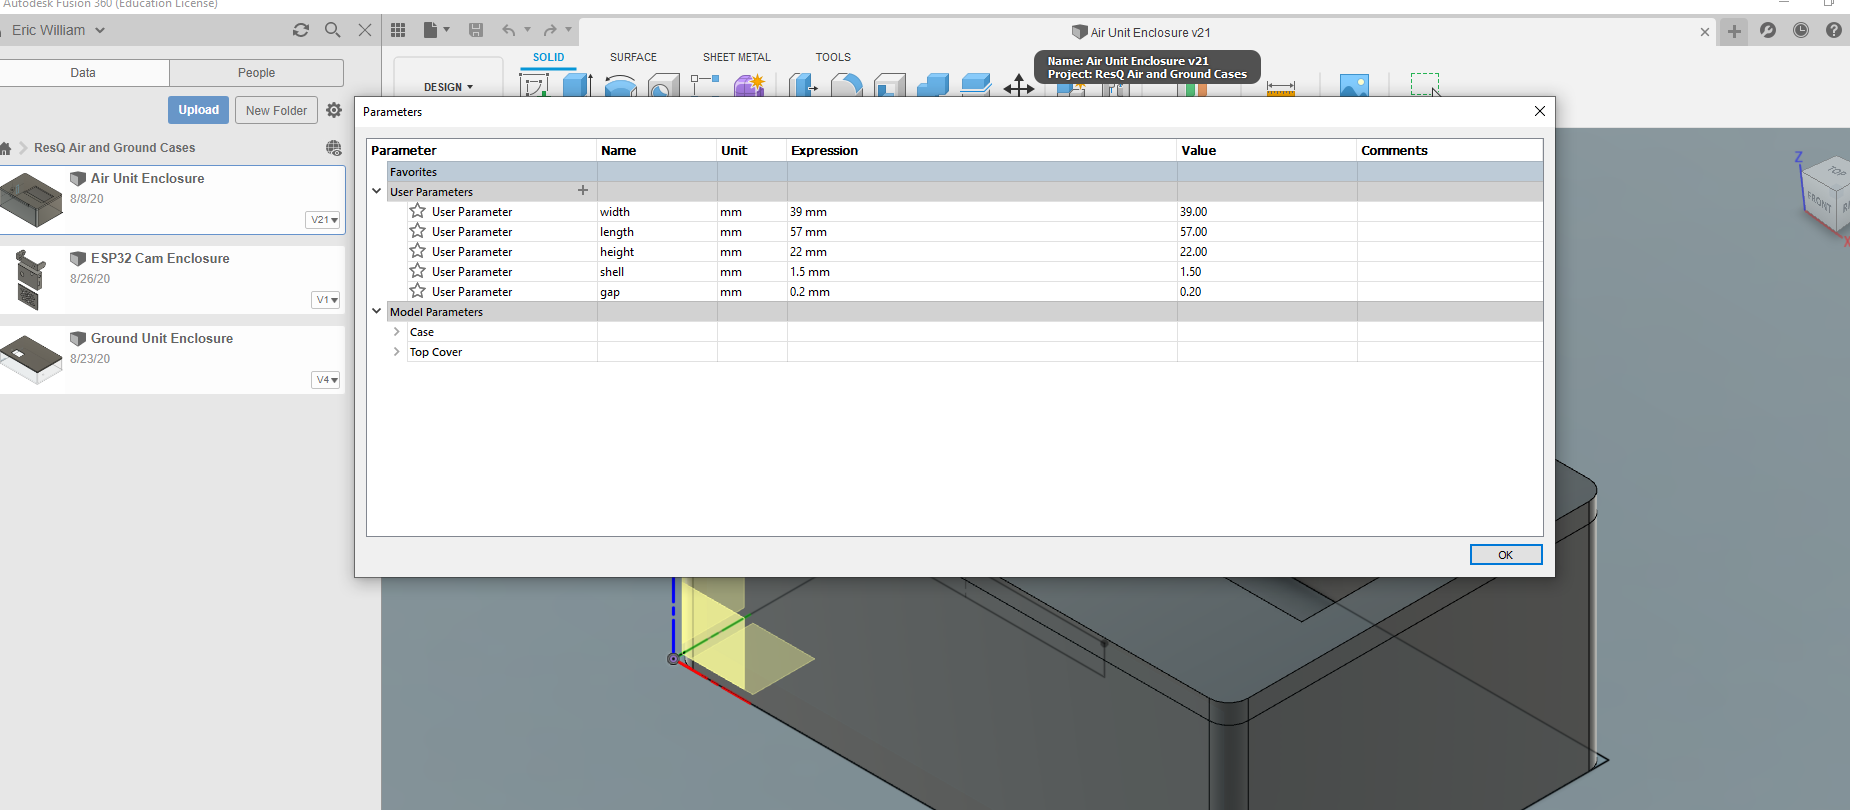 Autodesk Fusion 360 (Education License)
Eric William
Air Unit Enclosure v21
Data People
SOLID SURFACE SHEET METAL TOOLS
Name: Air Unit Enclosure v21
Project: ResQ Air and Ground Cases
DESIGN
Upload New Folder
Parameters
ResQ Air and Ground Cases
Parameter Name Unit Expression Value Comments
Favorites
User Parameters
User Parameter width mm 39 mm 39.00
User Parameter length mm 57 mm 57.00
User Parameter height mm 22 mm 22.00
User Parameter shell mm 1.5 mm 1.50
User Parameter gap mm 0.2 mm 0.20
Model Parameters
Case
Top Cover
OK
Air Unit Enclosure
8/8/20
V21
ESP32 Cam Enclosure
8/26/20
V1
Ground Unit Enclosure
8/23/20
V4
Z
TOP
FRONT
X